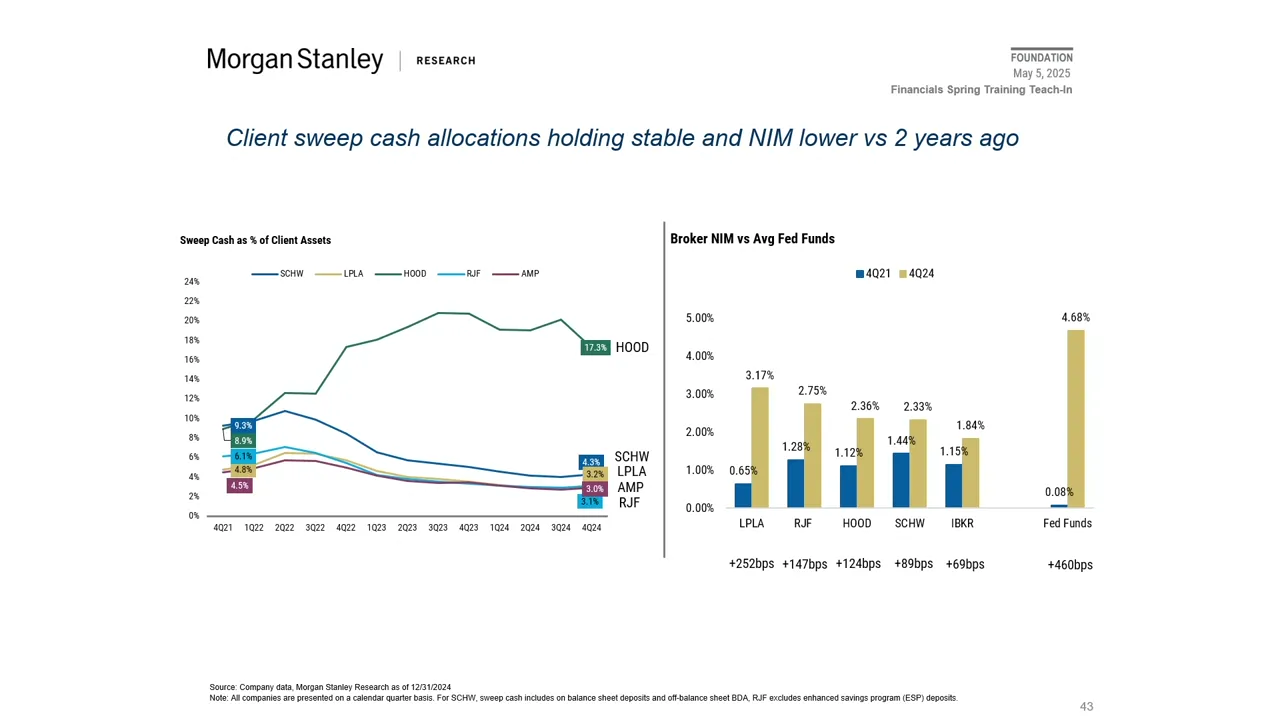 Morgan Stanley | RESEARCH
FOUNDATION
May 5, 2025
Financials Spring Training Teach-In
Client sweep cash allocations holding stable and NIM lower vs 2 years ago
Sweep Cash as % of Client Assets
SCHW LPLA HOOD RJF AMP
24%
22%
20%
18%
16%
14%
12%
10%
8%
6%
4%
2%
0%
9.3%
8.9%
6.1%
4.8%
4.5%
17.3% HOOD
4.3% SCHW
3.2% LPLA
3.0% AMP
3.1% RJF
4Q21 1Q22 2Q22 3Q22 4Q22 1Q23 2Q23 3Q23 4Q23 1Q24 2Q24 3Q24 4Q24
Broker NIM vs Avg Fed Funds
4Q21 4Q24
5.00%
4.00%
3.00%
2.00%
1.00%
0.00%
0.65% 3.17%
1.28% 2.75%
1.12% 2.36%
1.44% 2.33%
1.15% 1.84%
0.08% 4.68%
LPLA RJF HOOD SCHW IBKR Fed Funds
+252bps +147bps +124bps +89bps +69bps +460bps
Source: Company data, Morgan Stanley Research as of 12/31/2024
Note: All companies are presented on a calendar quarter basis. For SCHW, sweep cash includes on balance sheet deposits and off-balance sheet BDA, RJF excludes enhanced savings program (ESP) deposits.
43